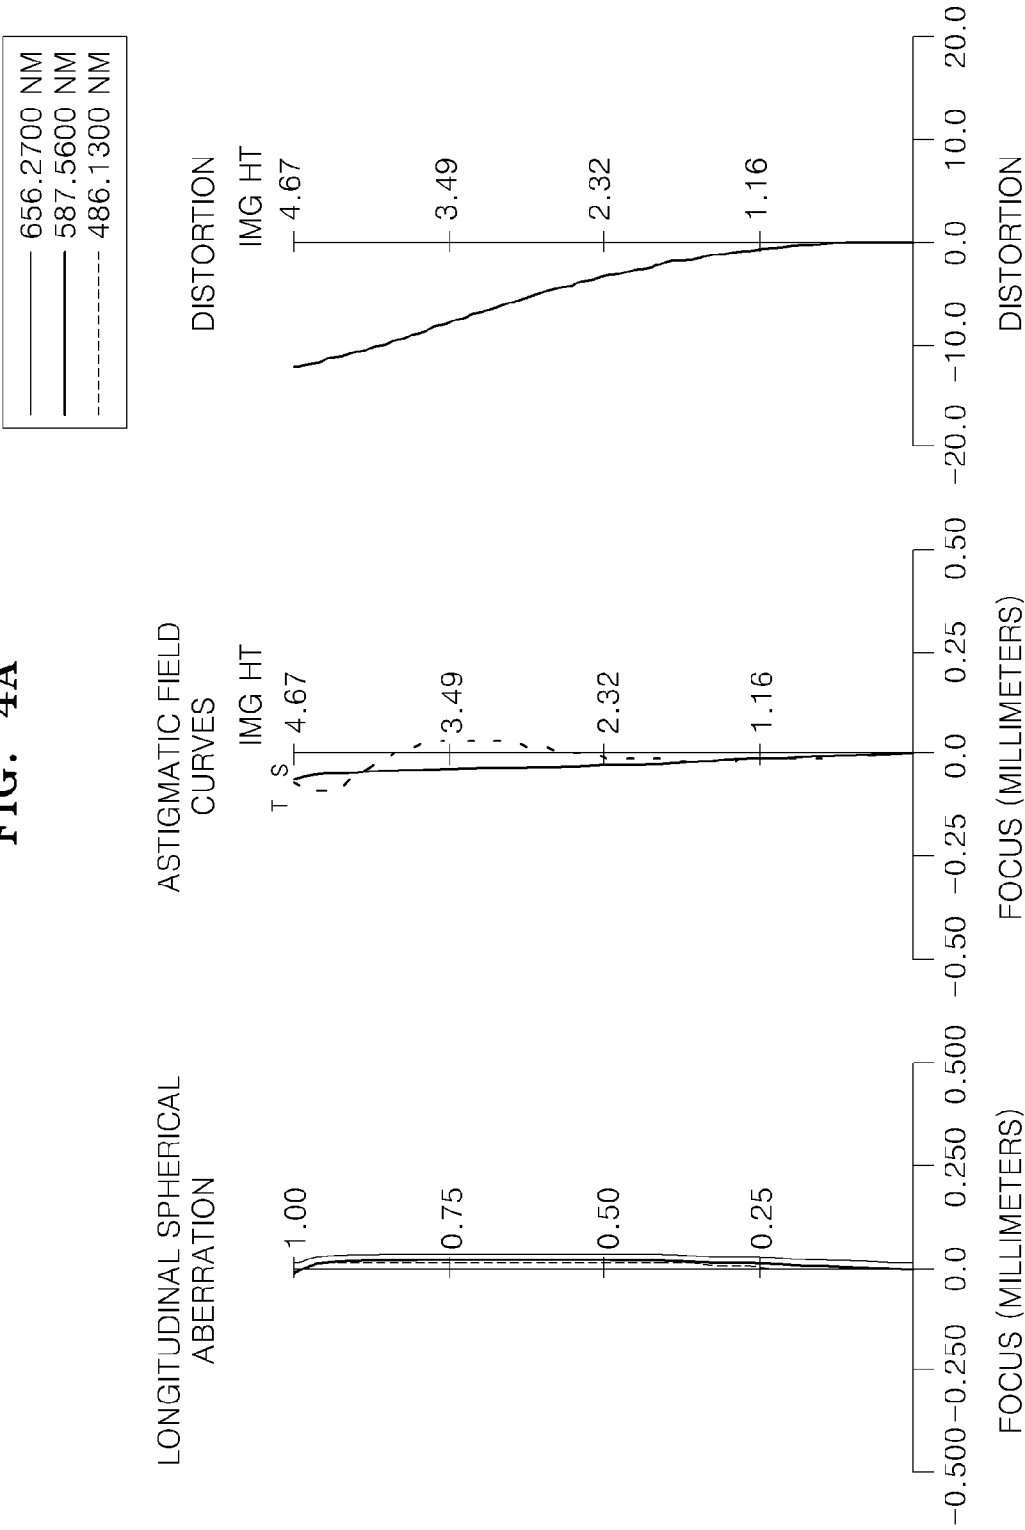 FIG. 4A
656.2700 NM
587.5600 NM
486.1300 NM
LONGITUDINAL SPHERICAL
ABERRATION
1.00
0.75
0.50
0.25
−0.500 −0.250 0.0 0.250 0.500
FOCUS (MILLIMETERS)
ASTIGMATIC FIELD
CURVES
IMG HT
T S 4.67
3.49
2.32
1.16
−0.50 −0.25 0.0 0.25 0.50
FOCUS (MILLIMETERS)
DISTORTION
IMG HT
4.67
3.49
2.32
1.16
−20.0 −10.0 0.0 10.0 20.0
DISTORTION